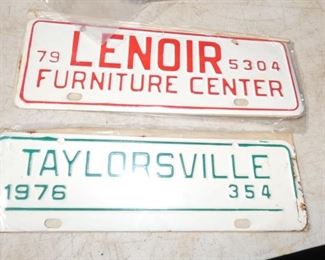 LENOIR
79 5304
FURNITURE CENTER
TAYLORSVILLE
1976 354